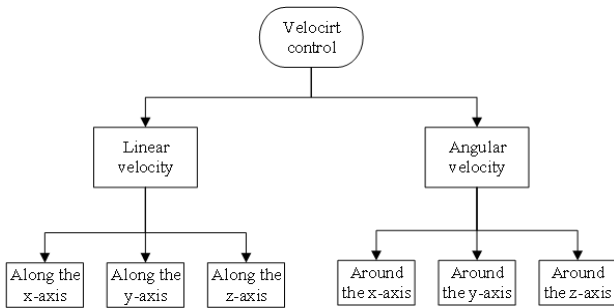 Velocirt
control
Linear
velocity
Angular
velocity
Along the
x-axis
Along the
y-axis
Along the
z-axis
Around
the x-axis
Around
the y-axis
Around
the z-axis